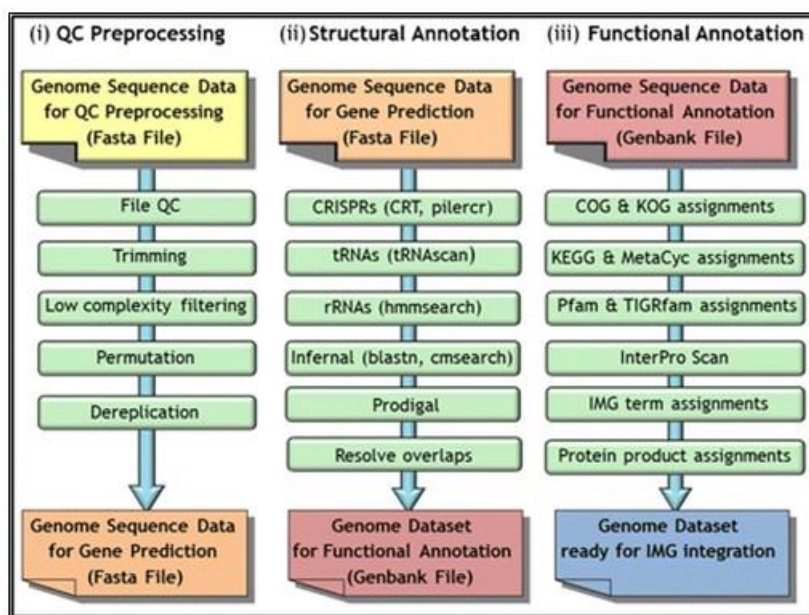 (i) QC Preprocessing
Genome Sequence Data
for QC Preprocessing
(Fasta File)
File QC
Trimming
Low complexity filtering
Permutation
Dereplication
Genome Sequence Data
for Gene Prediction
(Fasta File)
(ii) Structural Annotation
Genome Sequence Data
for Gene Prediction
(Fasta File)
CRISPRs (CRT, pilercr)
tRNAs (tRNAscan)
rRNAs (hmmsearch)
Infernal (blastn, cmsearch)
Prodigal
Resolve overlaps
Genome Dataset
for Functional Annotation
(Genbank File)
(iii) Functional Annotation
Genome Sequence Data
for Functional Annotation
(Genbank File)
COG & KOG assignments
KEGG & MetaCyc assignments
Pfam & TIGRfam assignments
InterPro Scan
IMG term assignments
Protein product assignments
Genome Dataset
ready for IMG integration